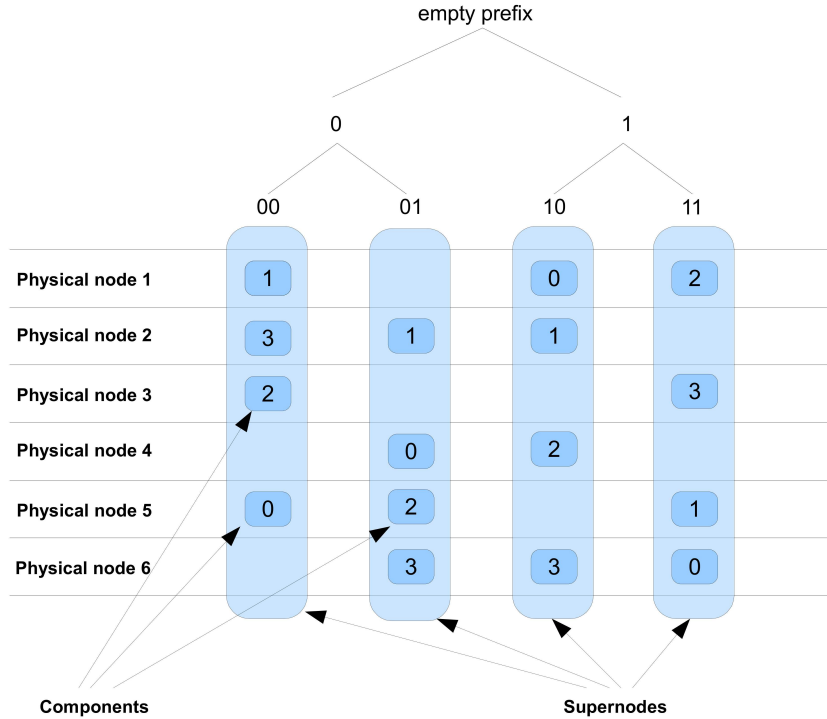 empty prefix
0 1
00 01 10 11
Physical node 1 1 0 2
Physical node 2 3 1 1
Physical node 3 2 3
Physical node 4 0 2
Physical node 5 0 2 1
Physical node 6 3 3 0
Components Supernodes